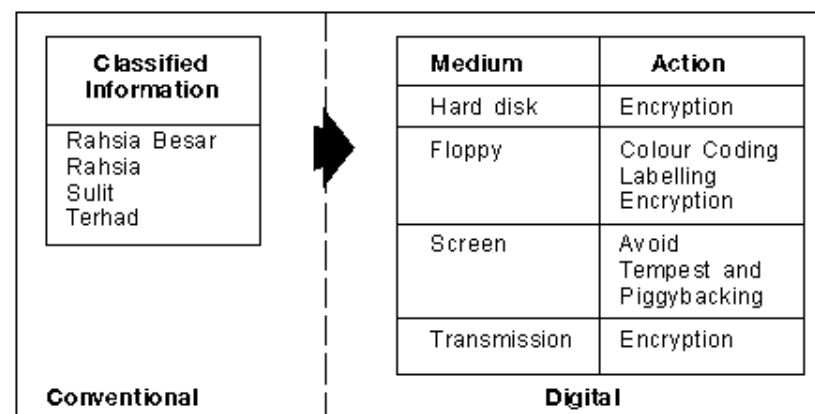 Classified
Information
Rahsia Besar
Rahsia
Sulit
Terhad
Conventional
Medium Action
Hard disk Encryption
Floppy Colour Coding
Labelling
Encryption
Screen Avoid
Tempest and
Piggybacking
Transmission Encryption
Digital